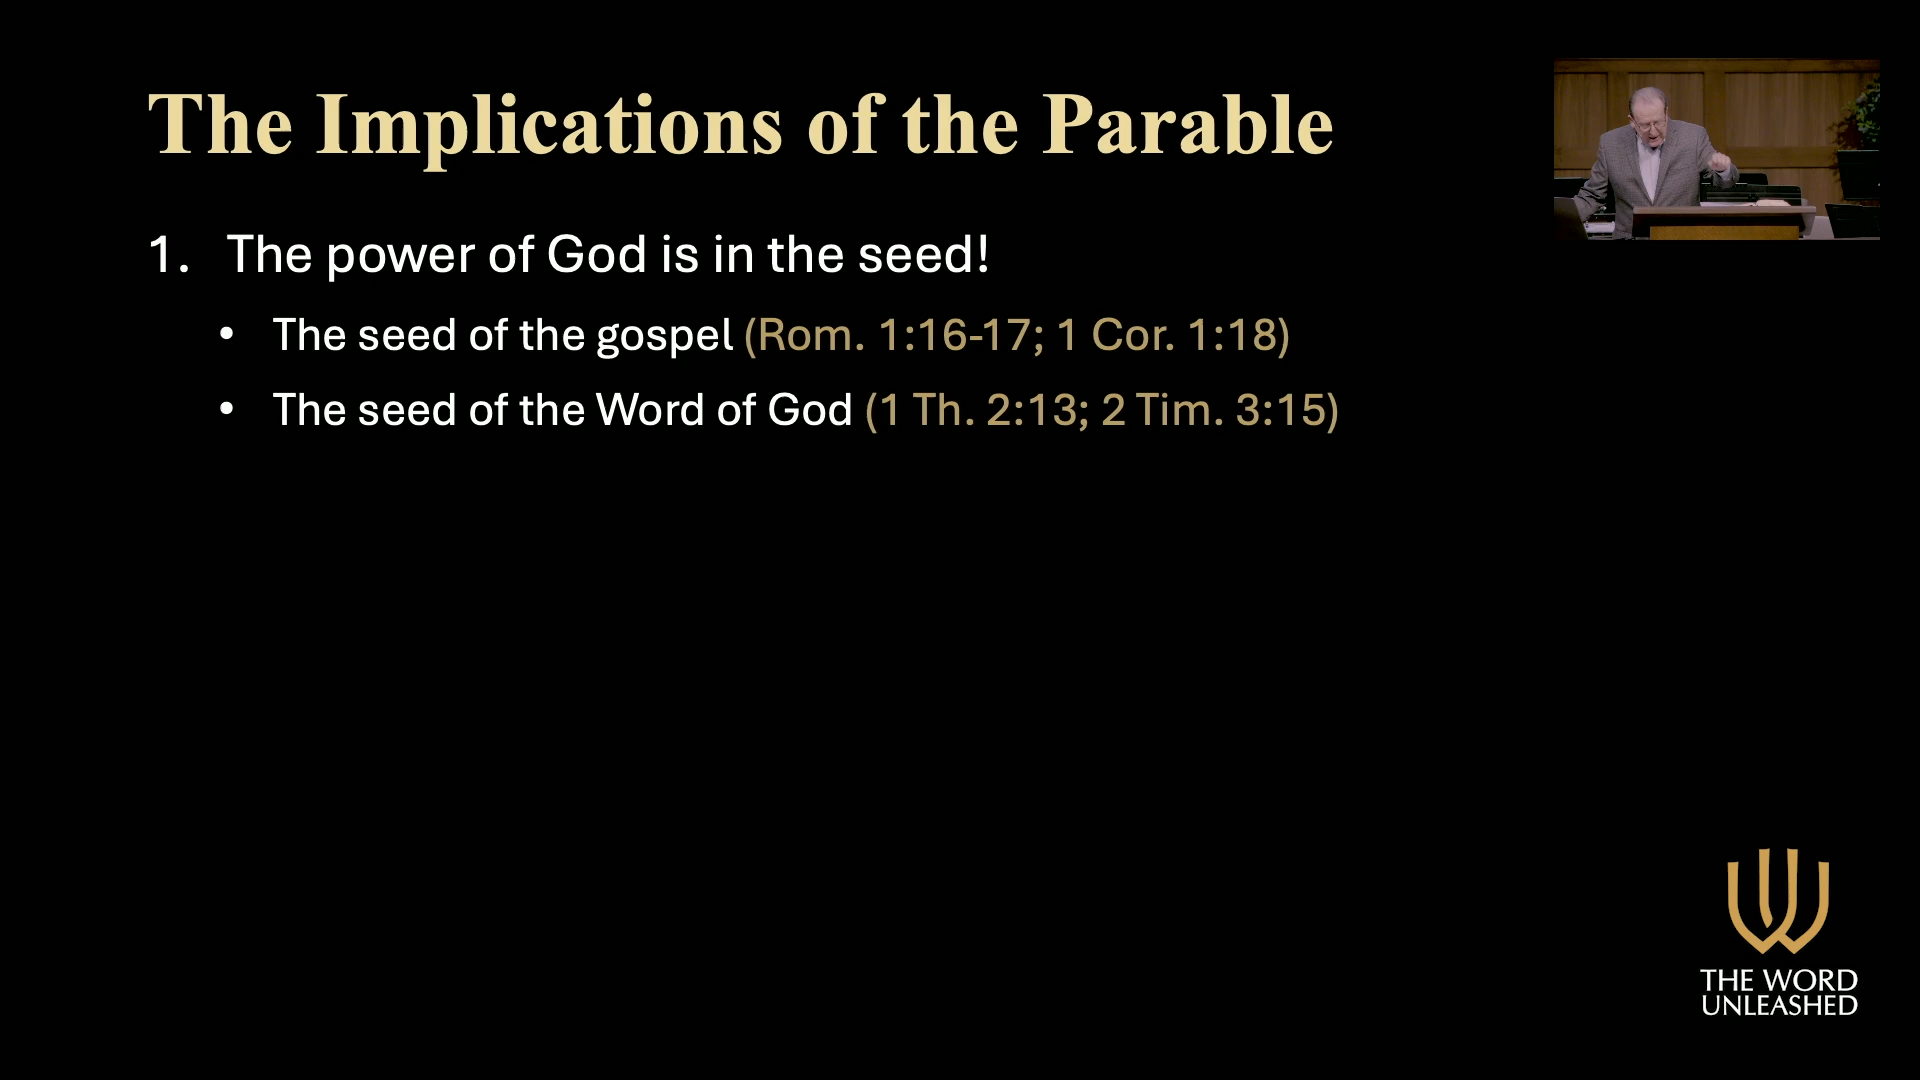 The Implications of the Parable
1. The power of God is in the seed!
• The seed of the gospel (Rom. 1:16-17; 1 Cor. 1:18)
• The seed of the Word of God (1 Th. 2:13; 2 Tim. 3:15)
THE WORD
UNLEASHED